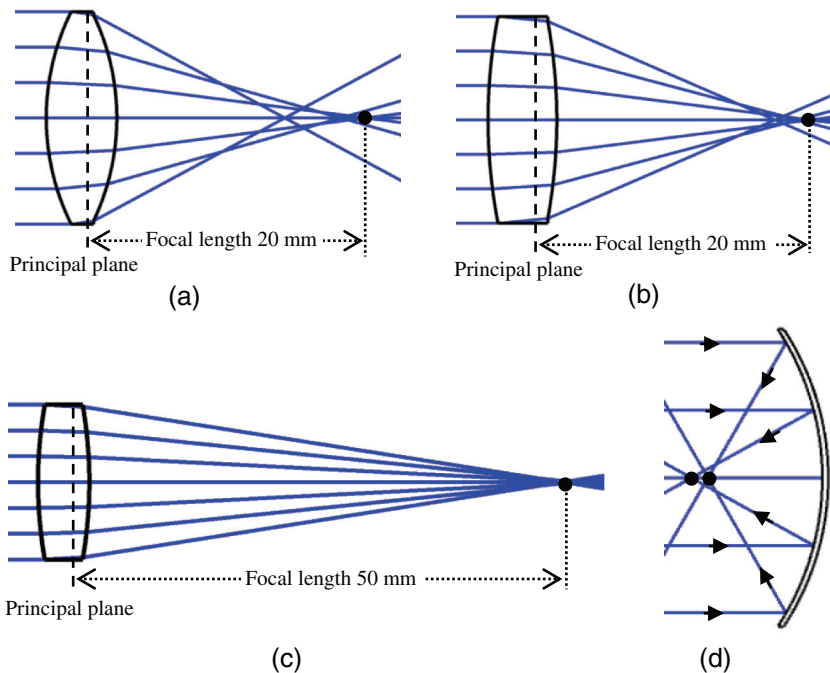 Focal length 20 mm
Principal plane
(a)
Focal length 20 mm
Principal plane
(b)
Focal length 50 mm
Principal plane
(c)
(d)